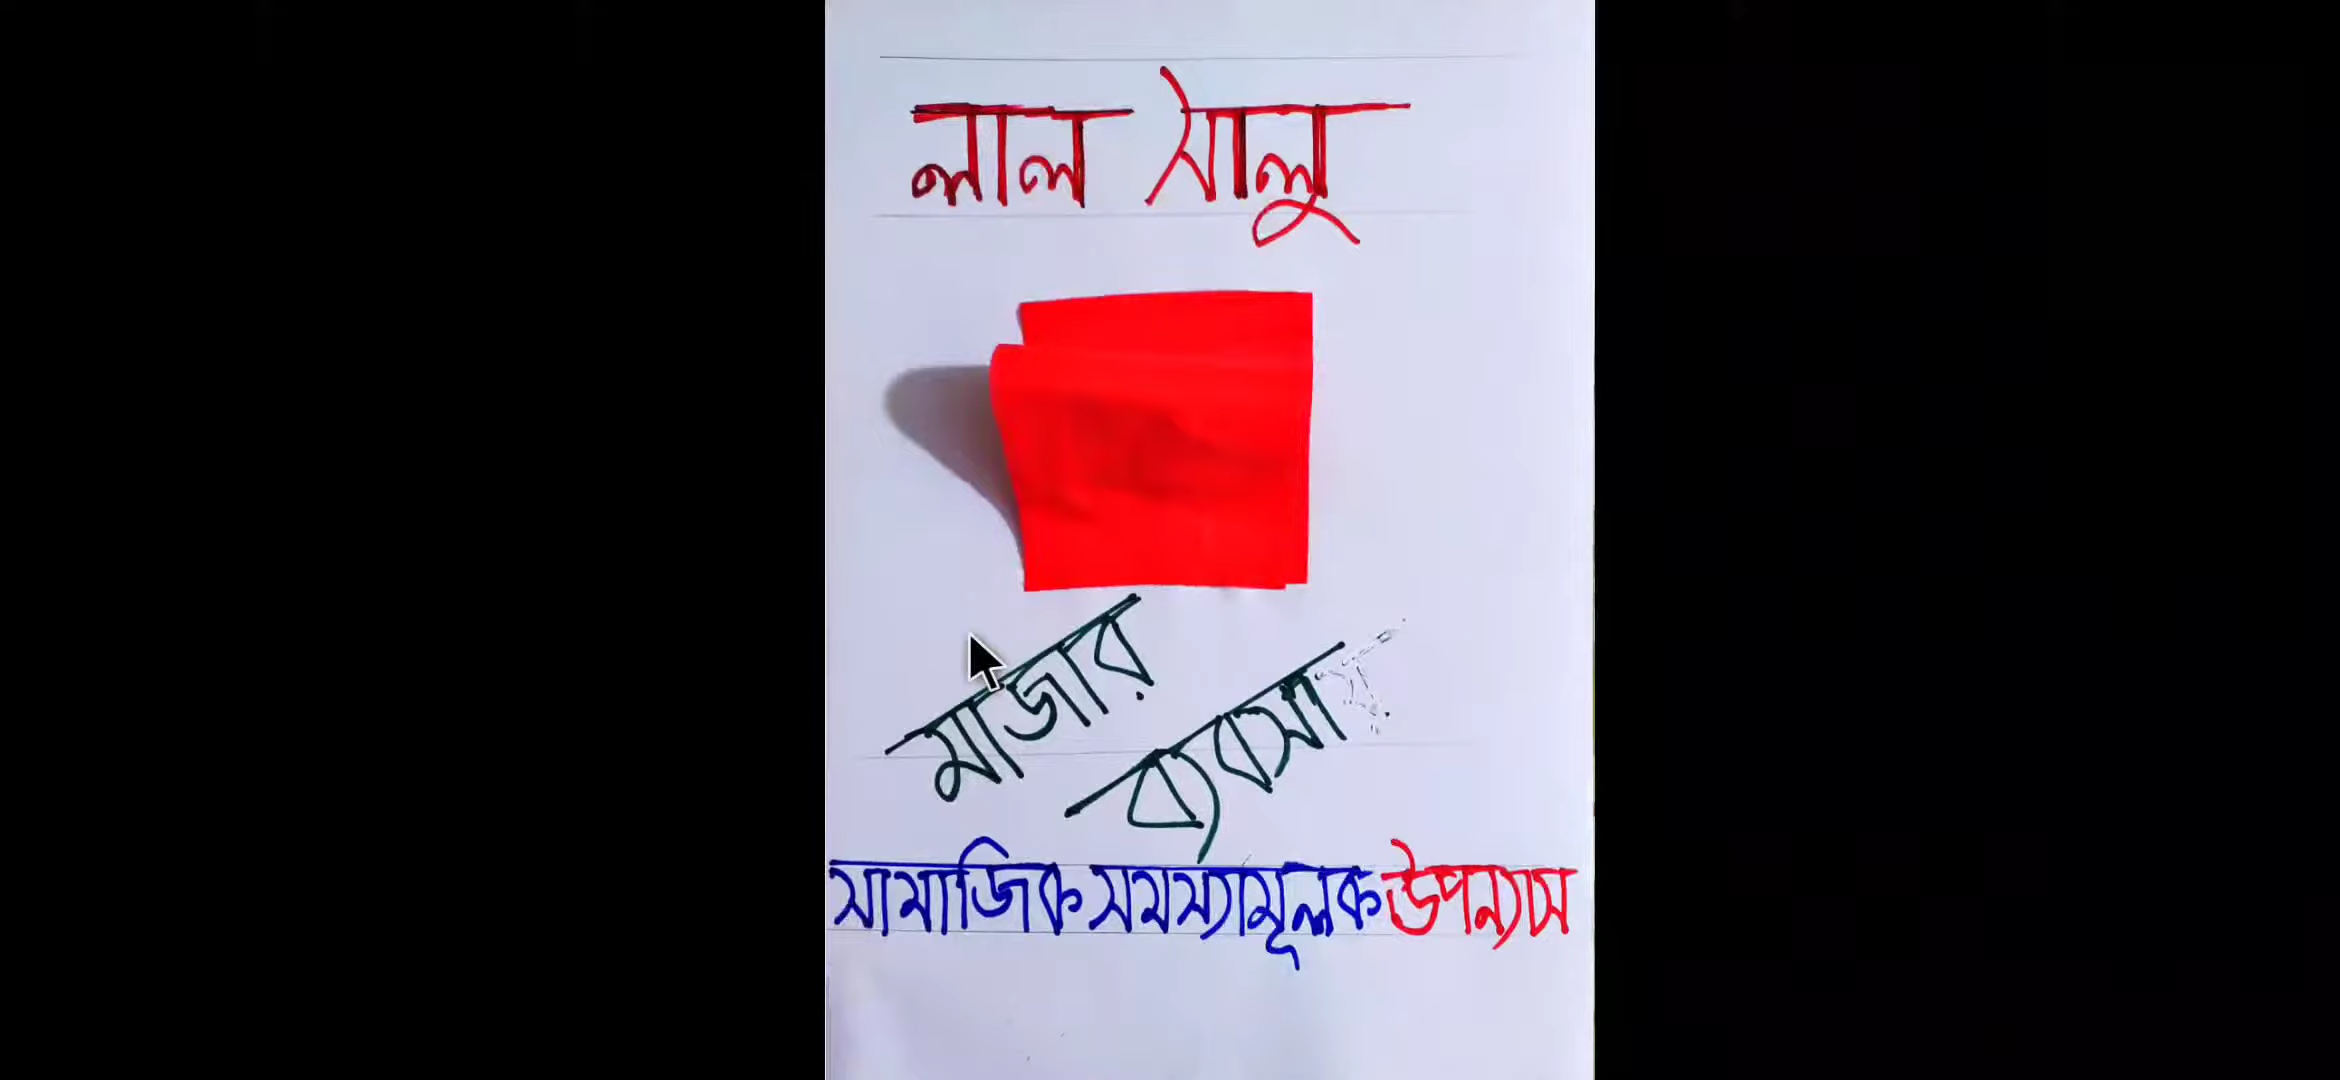 লাল সালু
মাজার
ব্যবসায়
সামাজিক সমস্যামূলক উপন্যাস